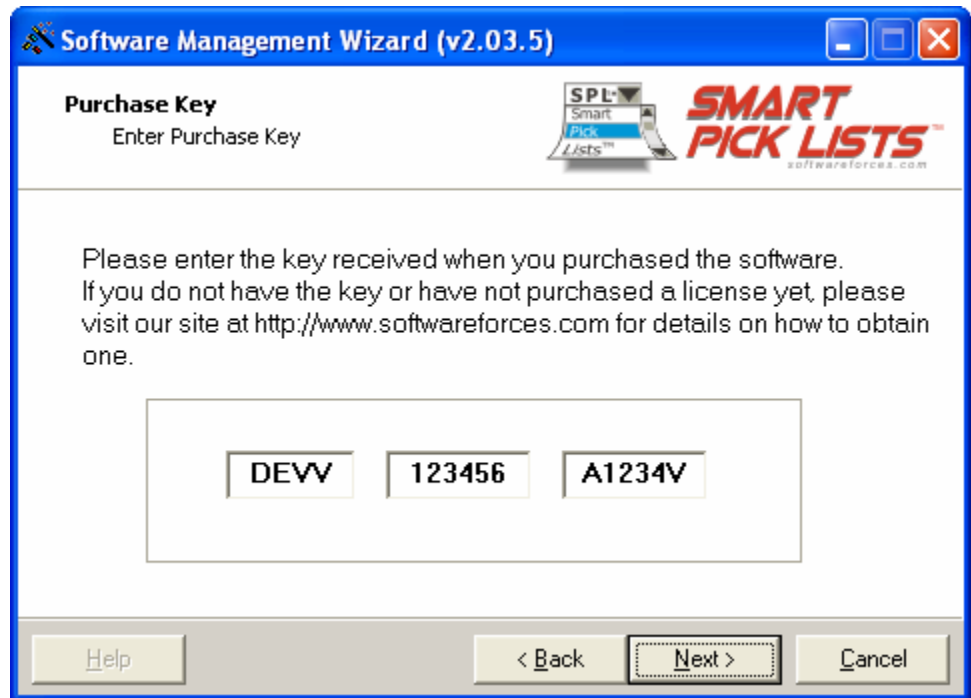 Software Management Wizard (v2.03.5)
Purchase Key
Enter Purchase Key
SPL
Smart
Pick
Lists™
SMART
PICK LISTS™
softwareforces.com
Please enter the key received when you purchased the software.
If you do not have the key or have not purchased a license yet, please
visit our site at http://www.softwareforces.com for details on how to obtain
one.
DEVV 123456 A1234V
Help < Back Next > Cancel